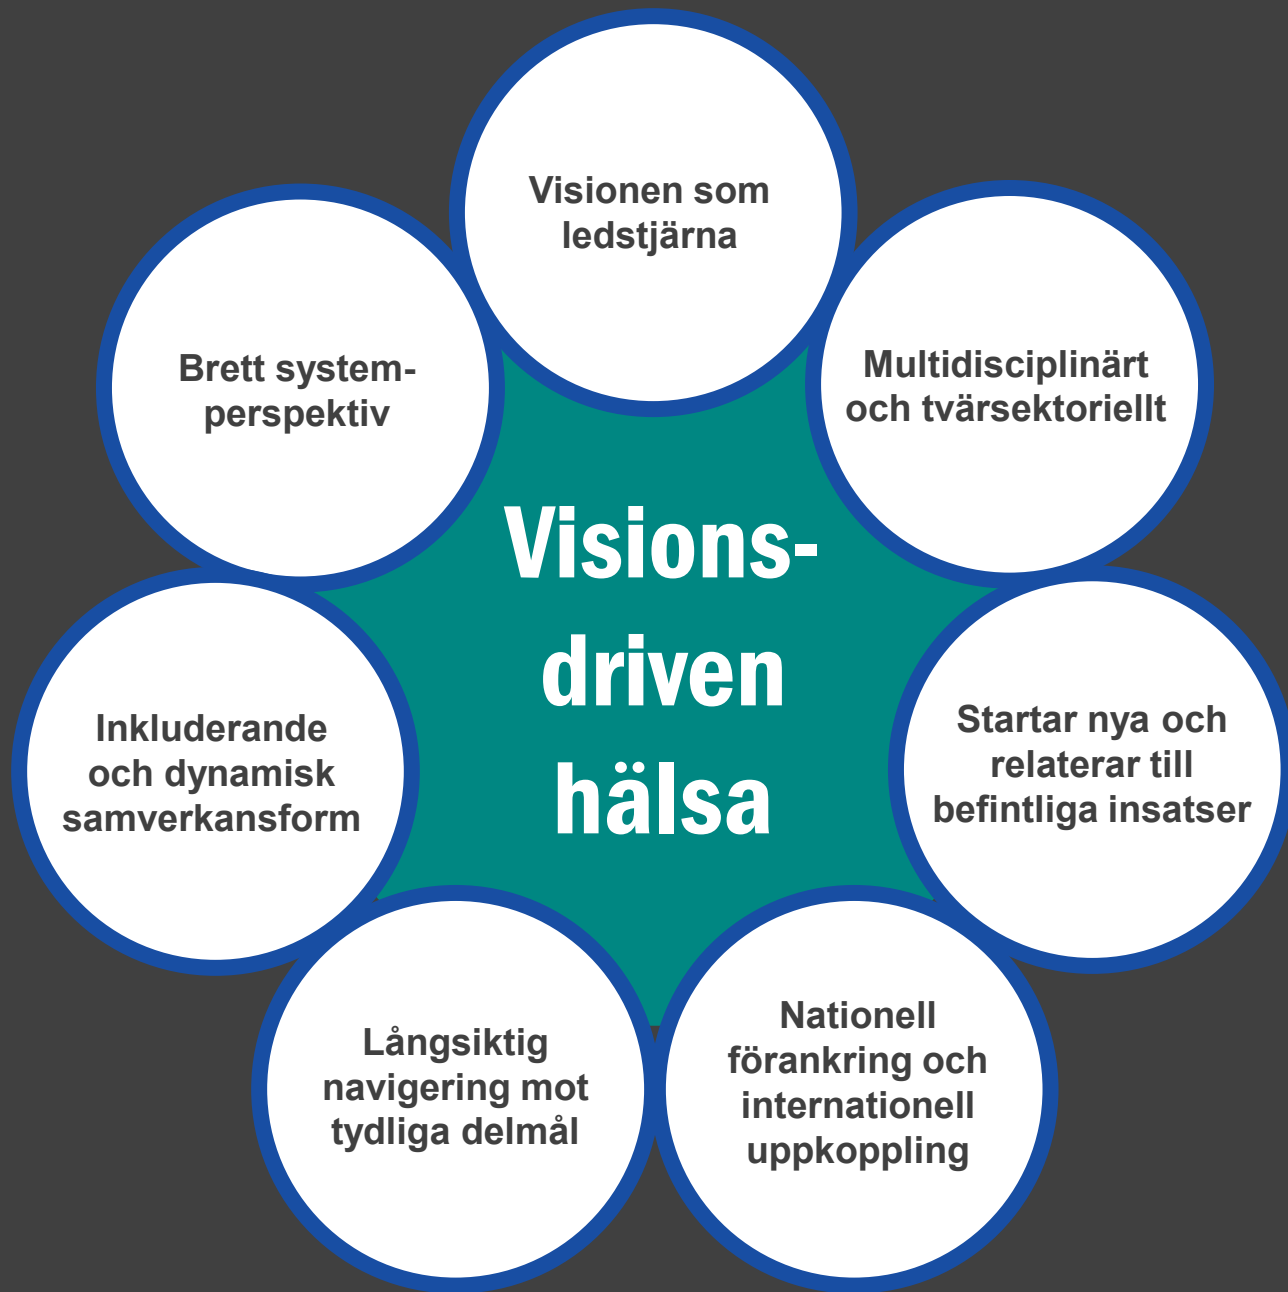 Visionen som
ledstjärna
Multidisciplinärt
och tvärsektoriellt
Startar nya och
relaterar till
befintliga insatser
Nationell
förankring och
internationell
uppkoppling
Långsiktig
navigering mot
tydliga delmål
Inkluderande
och dynamisk
samverkansform
Brett system-
perspektiv
Visions-
driven
hälsa